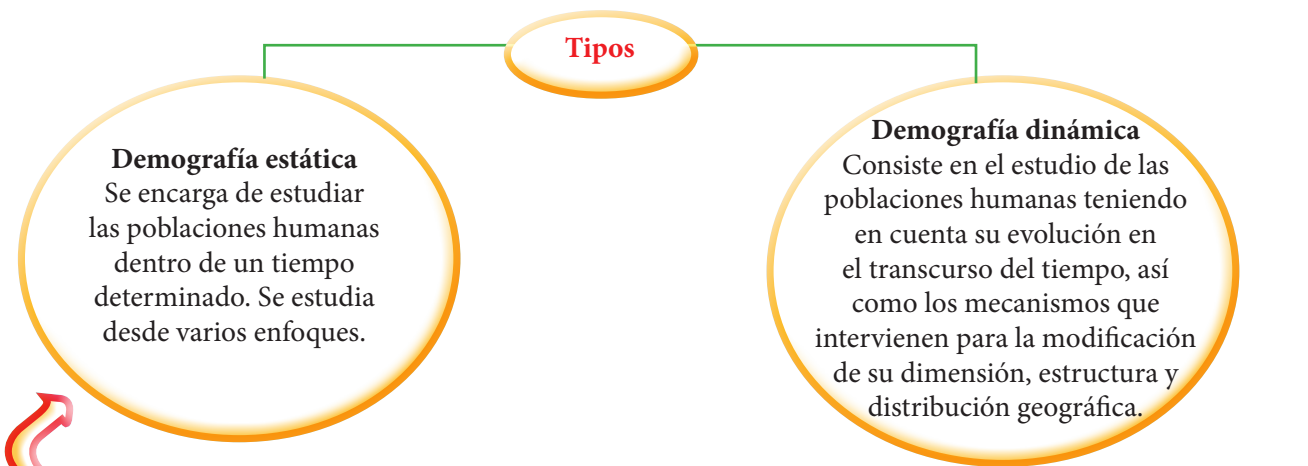 Tipos
Demografía estática
Se encarga de estudiar
las poblaciones humanas
dentro de un tiempo
determinado. Se estudia
desde varios enfoques.
Demografía dinámica
Consiste en el estudio de las
poblaciones humanas teniendo
en cuenta su evolución en
el transcurso del tiempo, así
como los mecanismos que
intervienen para la modificación
de su dimensión, estructura y
distribución geográfica.